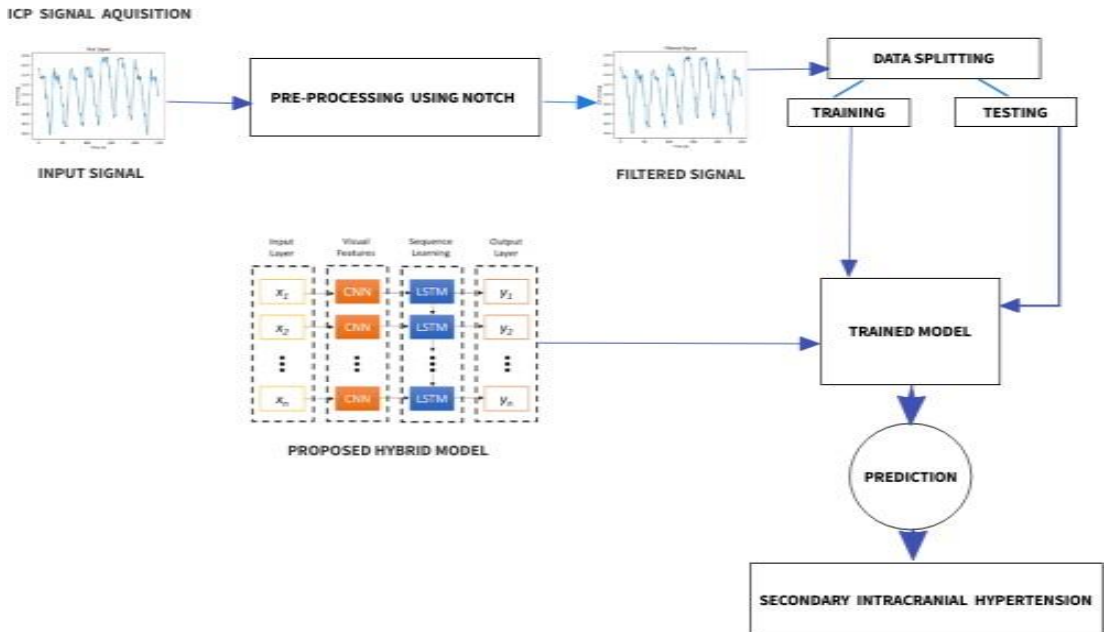 ICP SIGNAL AQUISITION
INPUT SIGNAL
PRE-PROCESSING USING NOTCH
FILTERED SIGNAL
DATA SPLITTING
TRAINING
TESTING
Input Layer
Visual Features
Sequence Learning
Output Layer
x1 CNN LSTM y1
x2 CNN LSTM y2
xn CNN LSTM yn
PROPOSED HYBRID MODEL
TRAINED MODEL
PREDICTION
SECONDARY INTRACRANIAL HYPERTENSION